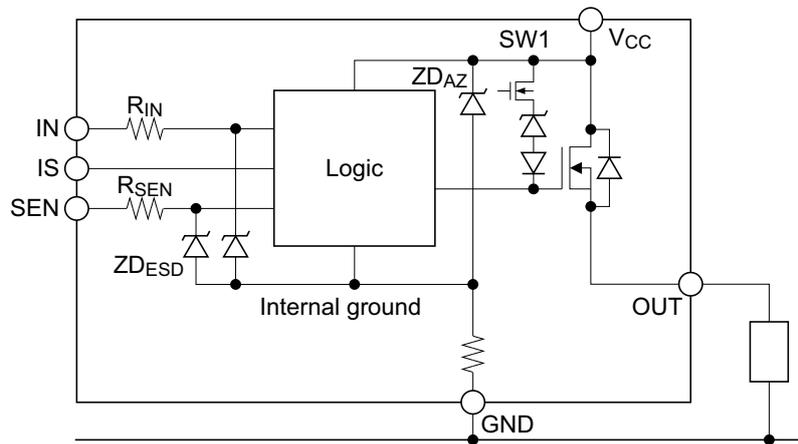 SW1
VCC
ZDAZ
RIN
IN
IS
Logic
RSEN
SEN
ZDESD
Internal ground
OUT
GND